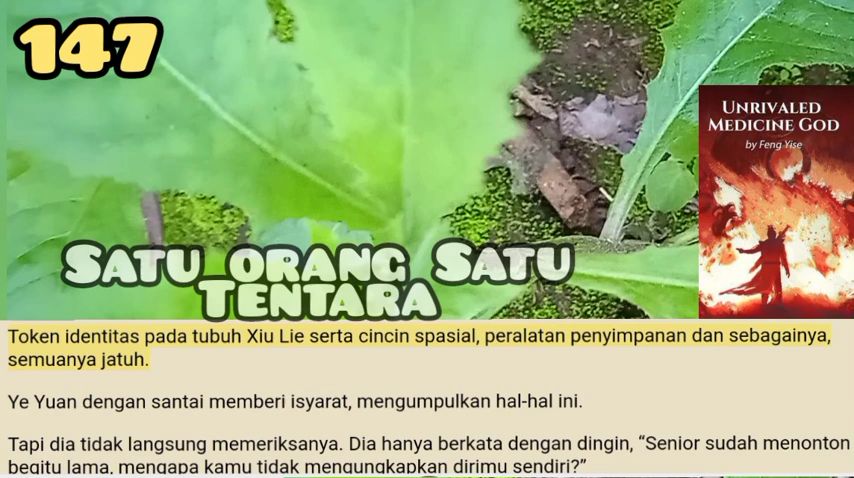 147
UNRIVALED
MEDICINE GOD
by Feng Yise
SATU ORANG SATU
TENTARA
Token identitas pada tubuh Xiu Lie serta cincin spasial, peralatan penyimpanan dan sebagainya,
semuanya jatuh.
Ye Yuan dengan santai memberi isyarat, mengumpulkan hal-hal ini.
Tapi dia tidak langsung memeriksanya. Dia hanya berkata dengan dingin, “Senior sudah menonton
begitu lama, mengapa kamu tidak mengungkapkan dirimu sendiri?”